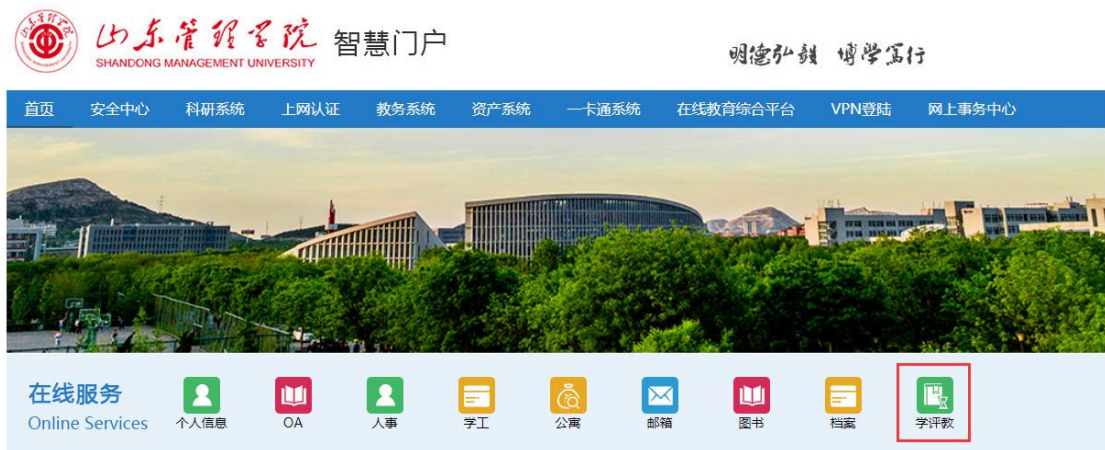 山东管理学院 智慧门户
SHANDONG MANAGEMENT UNIVERSITY
明德弘毅 博学笃行
首页 安全中心 科研系统 上网认证 教务系统 资产系统 一卡通系统 在线教育综合平台 VPN登陆 网上事务中心
在线服务
Online Services
个人信息 OA 人事 学工 公寓 邮箱 图书 档案 学评教